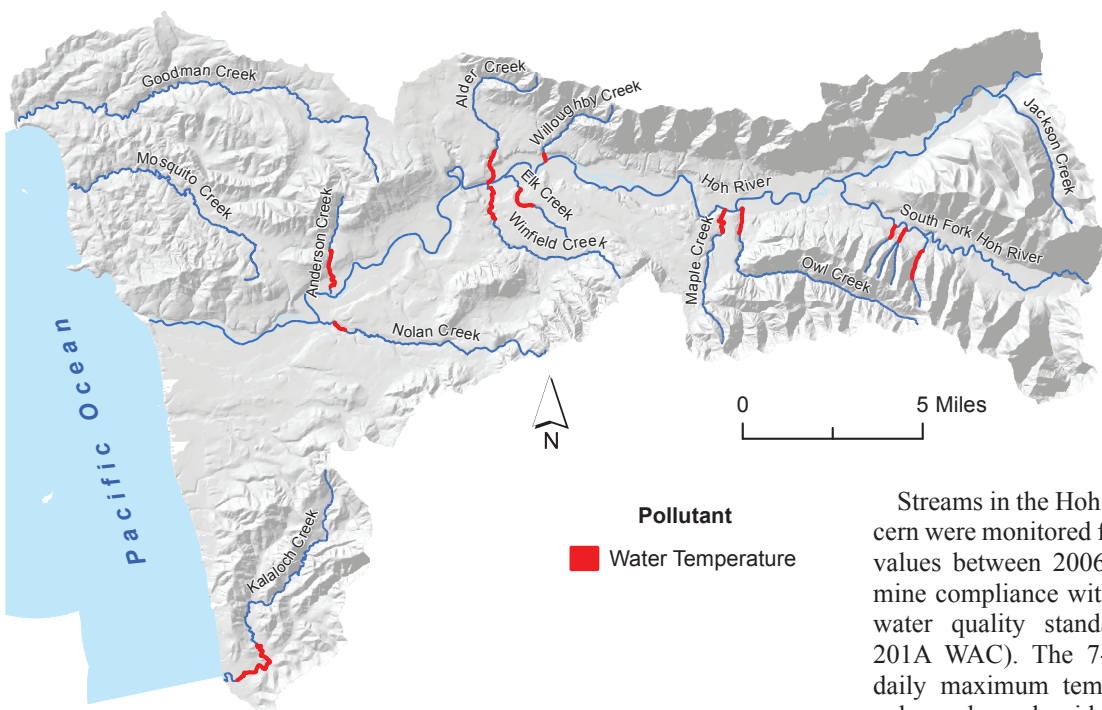 Goodman Creek
Alder Creek
Willoughby Creek
Jackson Creek
Mosquito Creek
Elk Creek
Hoh River
Anderson Creek
Winfield Creek
Maple Creek
South Fork Hoh River
Owl Creek
Nolan Creek
Pacific Ocean
0 5 Miles
N
Kalaloch Creek
Pollutant
Water Temperature
Streams in the Hoh
cern were monitored f
values between 2006
mine compliance with
water quality standa
201A WAC). The 7-
daily maximum tem